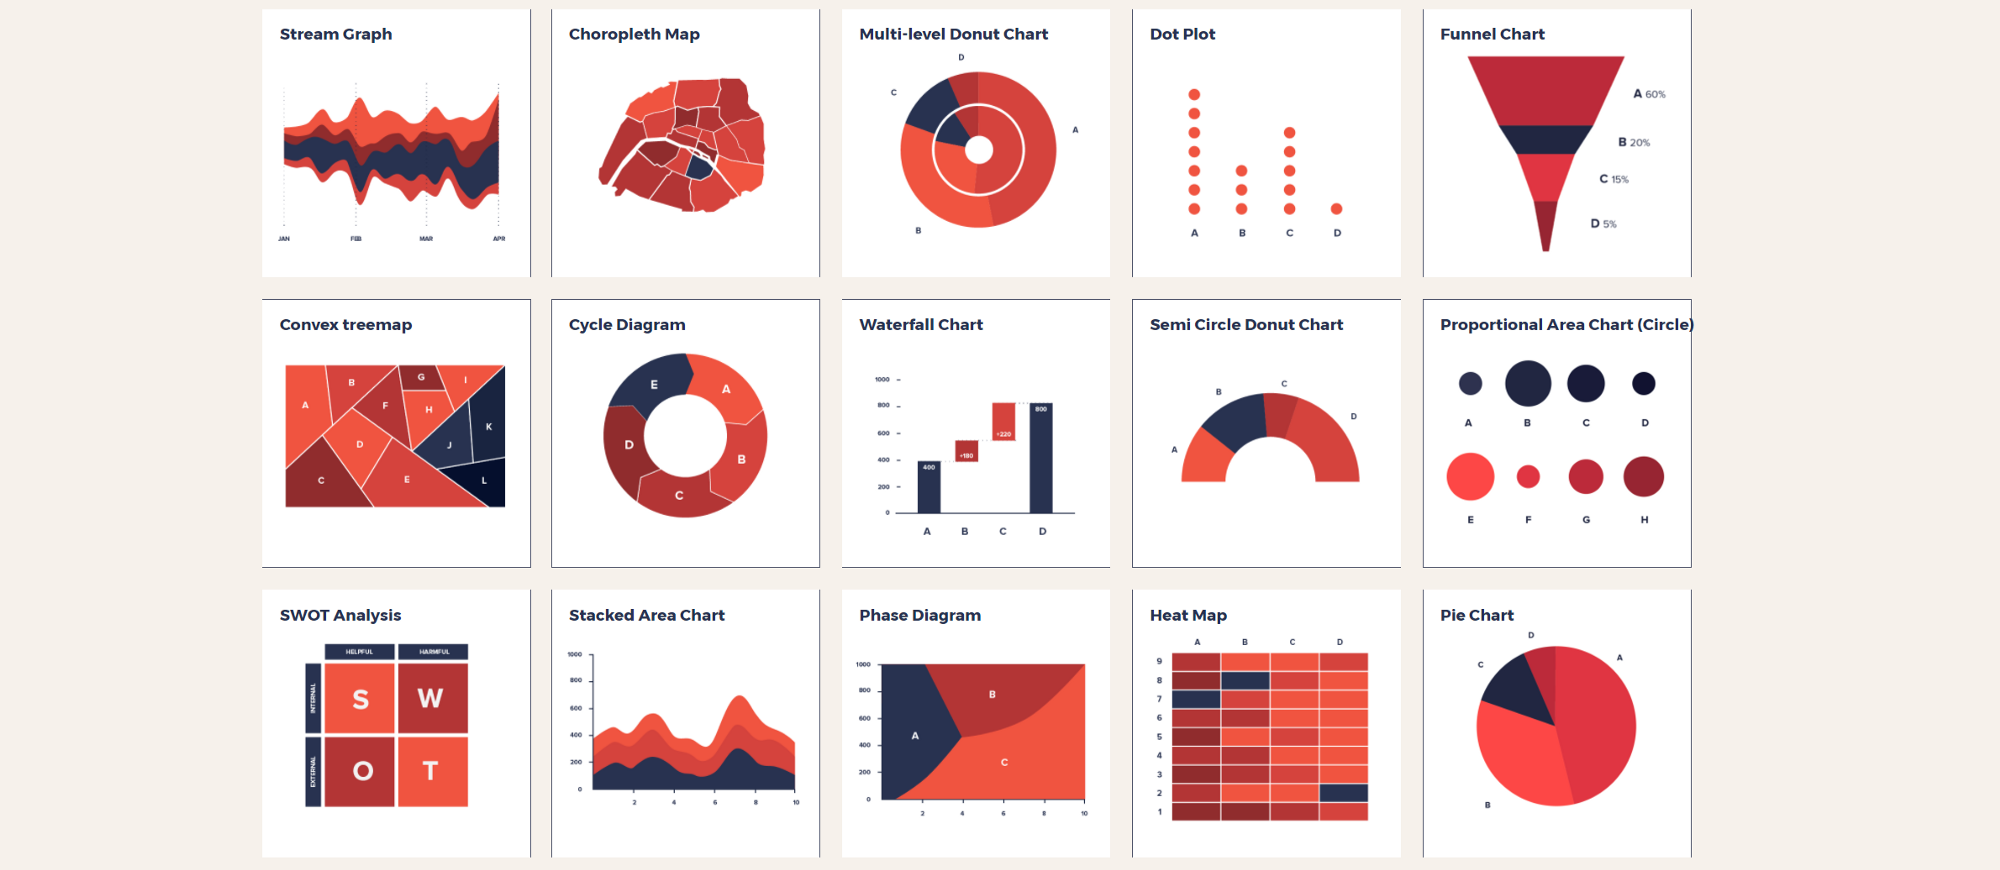 Stream Graph
JAN FEB MAR APR
Choropleth Map
Multi-level Donut Chart
D
C
A
B
Dot Plot
A B C D
Funnel Chart
A 60%
B 20%
C 15%
D 5%
Convex treemap
G
I
B
A
F
H
K
D
J
C
E
L
Cycle Diagram
E
A
D
B
C
Waterfall Chart
1000
800
600
400
200
0
400
+180
+220
800
A B C D
Semi Circle Donut Chart
C
B
D
A
Proportional Area Chart (Circle)
A B C D
E F G H
SWOT Analysis
HELPFUL HARMFUL
INTERNAL
S W
EXTERNAL
O T
Stacked Area Chart
1000
800
600
400
200
0
2 4 6 8 10
Phase Diagram
1000
800
600
400
200
0
B
A
C
2 4 6 8 10
Heat Map
A B C D
9
8
7
6
5
4
3
2
1
Pie Chart
D
A
C
B